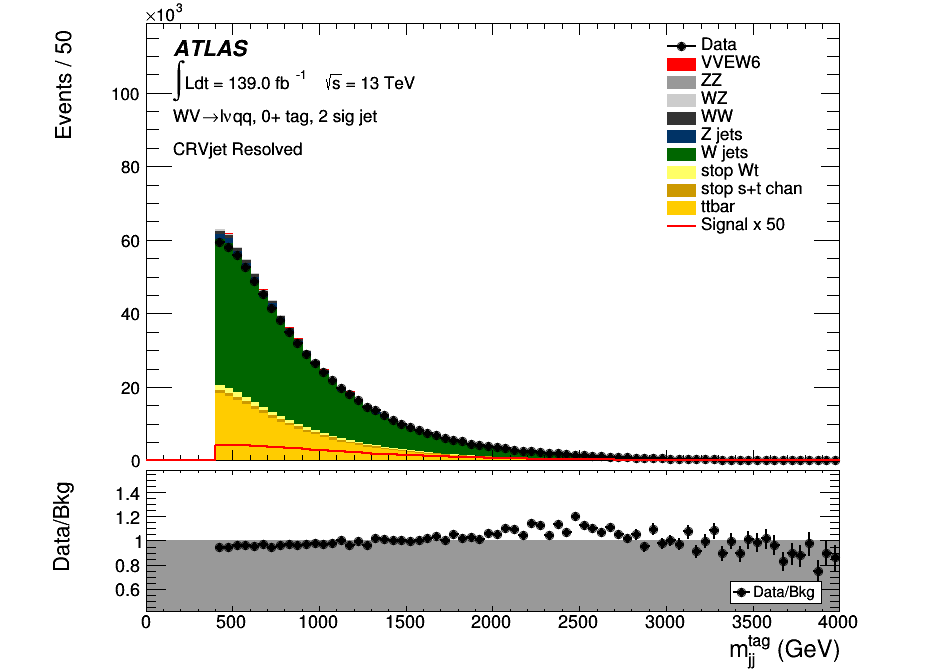 ×10³
Events / 50
100
80
60
40
20
0
ATLAS
∫Ldt = 139.0 fb⁻¹ √s = 13 TeV
WV→lνqq, 0+ tag, 2 sig jet
CRVjet Resolved
Data
VVEW6
ZZ
WZ
WW
Z jets
W jets
stop Wt
stop s+t chan
ttbar
Signal x 50
Data/Bkg
1.4
1.2
1
0.8
0.6
Data/Bkg
0 500 1000 1500 2000 2500 3000 3500 4000
m_jj^tag (GeV)